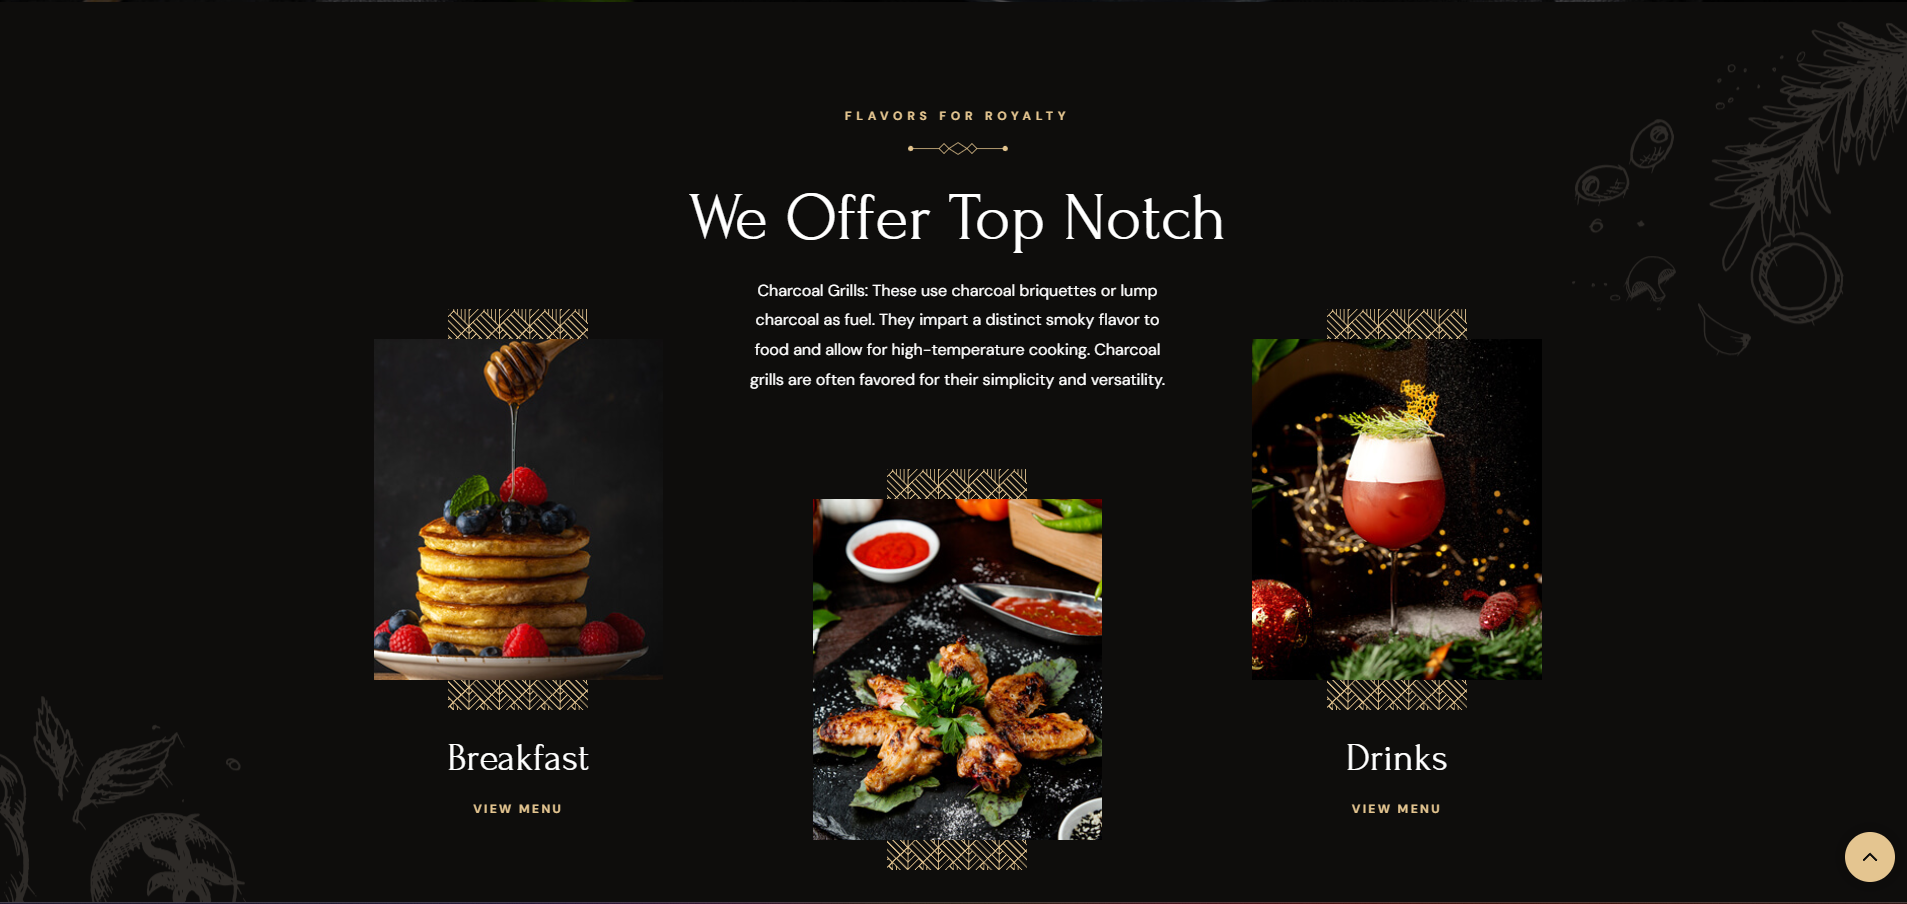 FLAVORS FOR ROYALTY
We Offer Top Notch
Charcoal Grills: These use charcoal briquettes or lump
charcoal as fuel. They impart a distinct smoky flavor to
food and allow for high-temperature cooking. Charcoal
grills are often favored for their simplicity and versatility.
Breakfast
VIEW MENU
Drinks
VIEW MENU